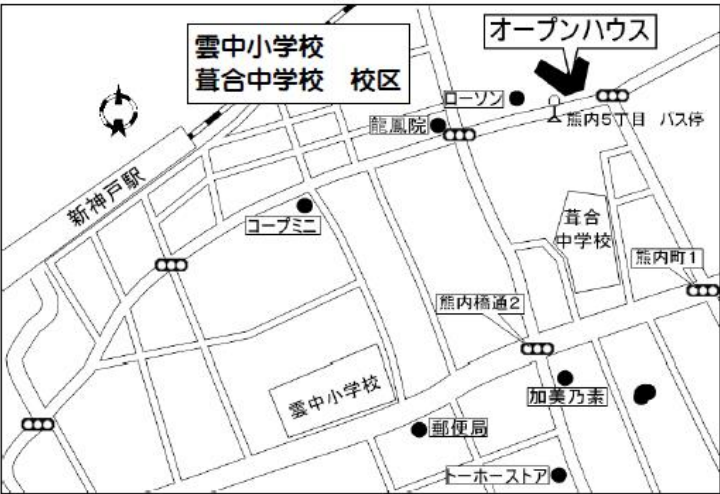 雲中小学校
葺合中学校 校区
オープンハウス
ローソン
龍鳳院
熊内5丁目 バス停
新神戸駅
コープミニ
葺合
中学校
熊内町1
熊内橋通2
雲中小学校
加美乃素
郵便局
トーホーストア